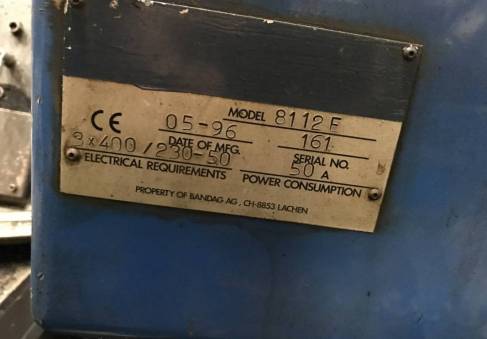 MODEL 8112E
CE 05-96 161
DATE OF MFG. SERIAL NO.
3x400/230-50 50 A
ELECTRICAL REQUIREMENTS POWER CONSUMPTION
PROPERTY OF BANDAG AG, CH-8853 LACHEN